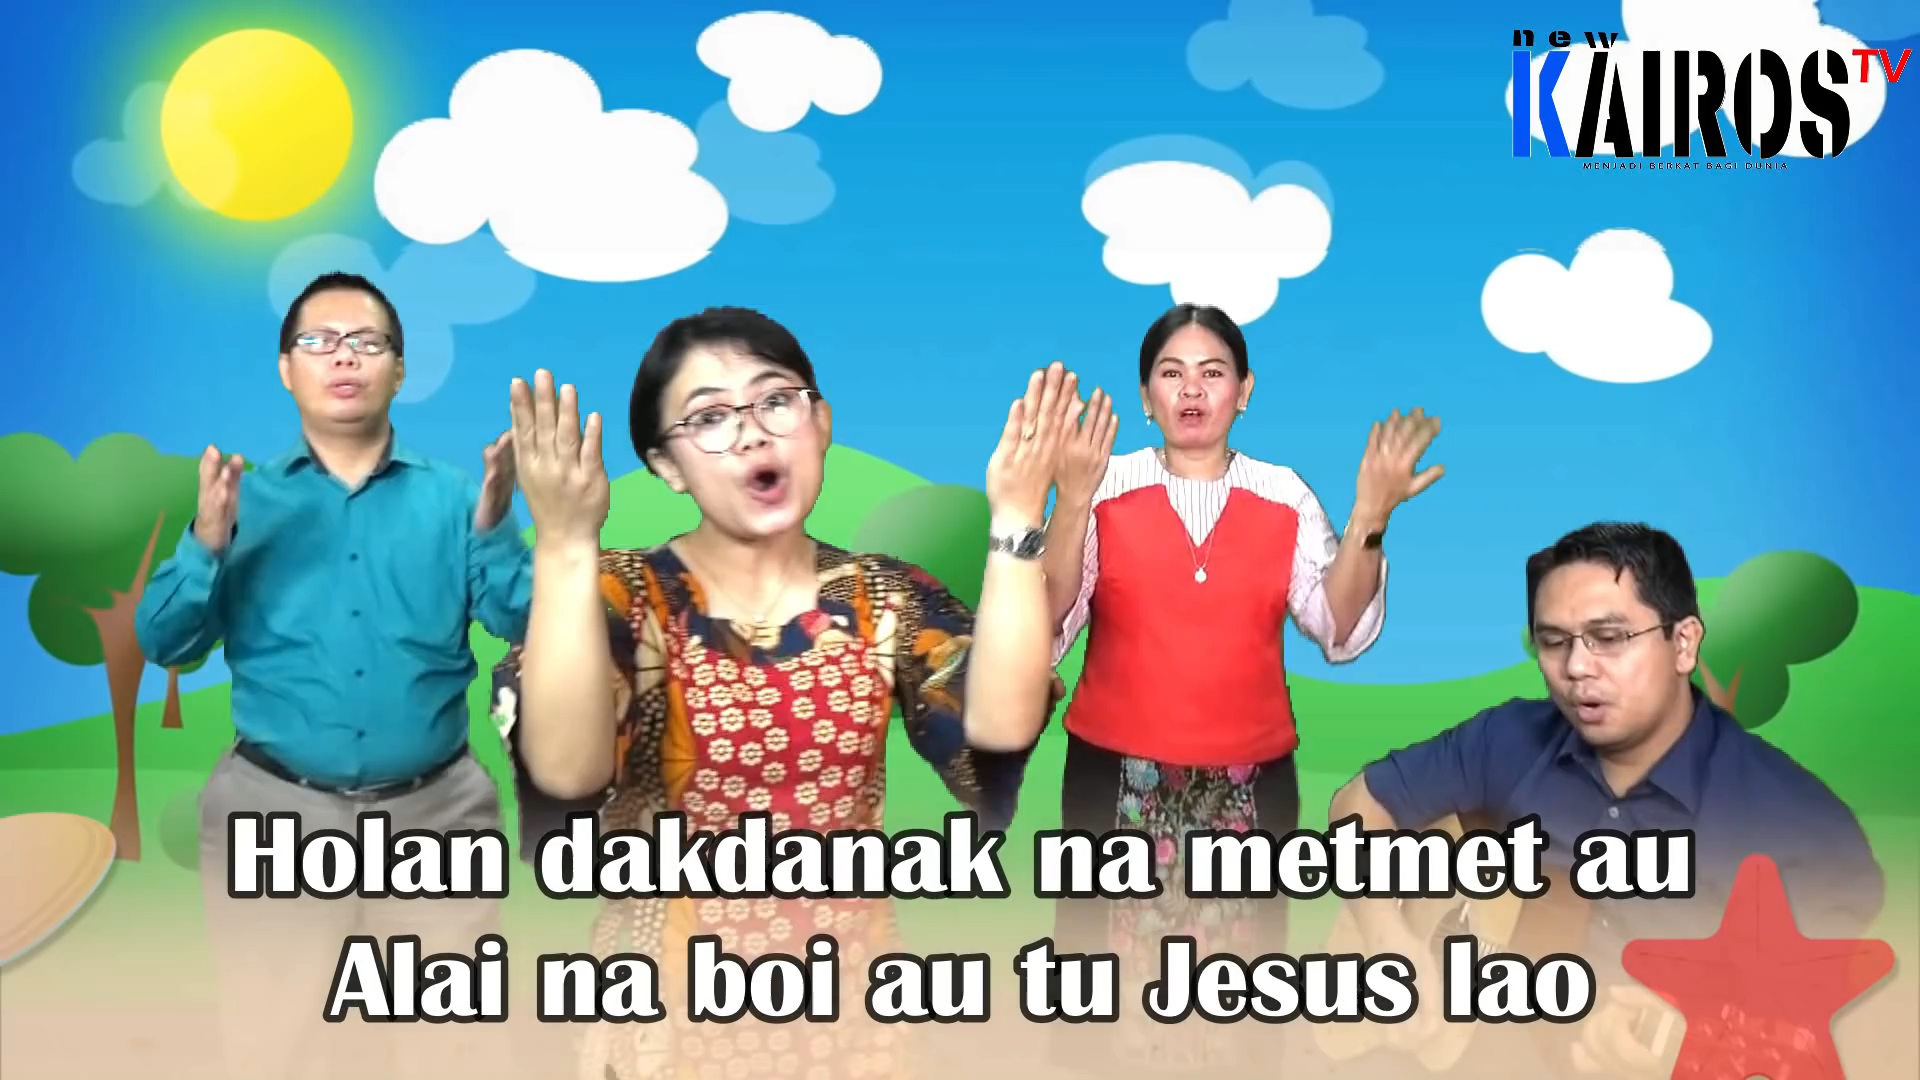 new
KAIROS TV
MENJADI BERKAT BAGI DUNIA
Holan dakdanak na metmet au
Alai na boi au tu Jesus lao